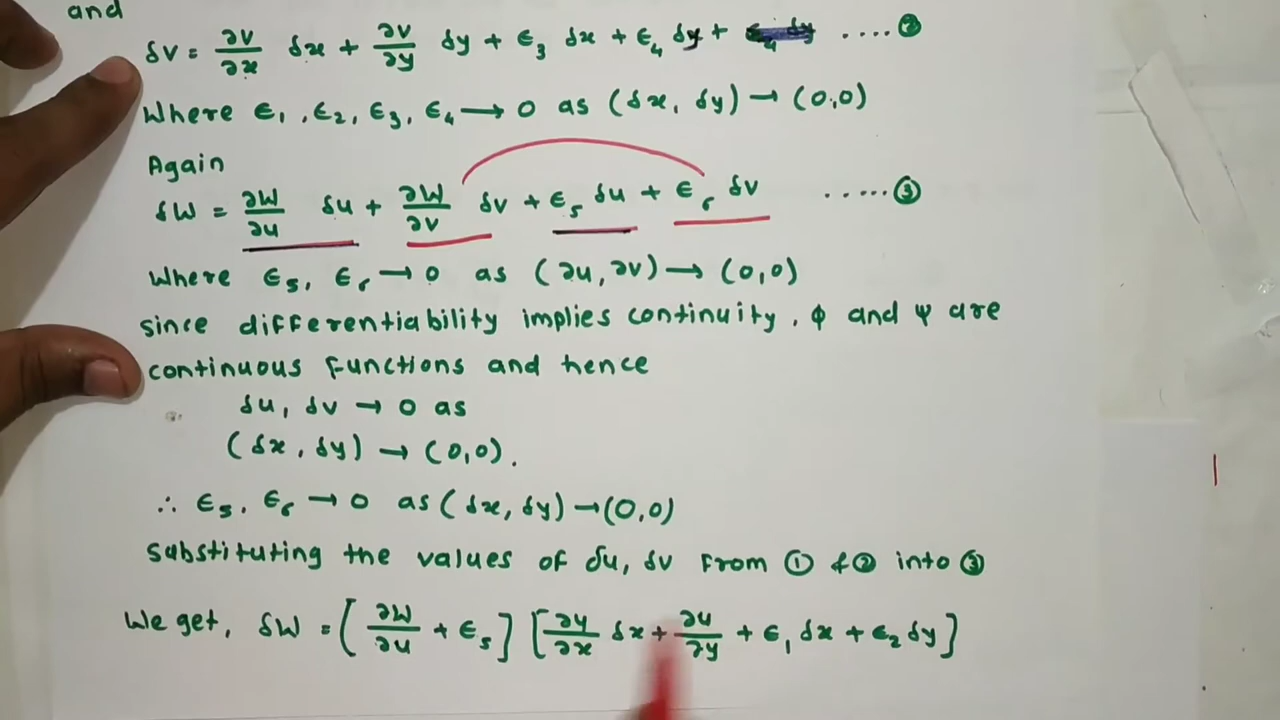 and
δv = ∂v/∂x δx + ∂v/∂y δy + ϵ₃ δx + ϵ₄ δy + .... ②
Where ϵ₁, ϵ₂, ϵ₃, ϵ₄ → 0 as (δx, δy) → (0,0)
Again
δW = ∂W/∂u δu + ∂W/∂v δv + ϵ₅ δu + ϵ₆ δv ..... ③
Where ϵ₅, ϵ₆ → 0 as (∂u, ∂v) → (0,0)
since differentiability implies continuity, ϕ and ψ are
continuous functions and hence
δu, δv → 0 as
(δx, δy) → (0,0).
∴ ϵ₅, ϵ₆ → 0 as (δx, δy) → (0,0)
substituting the values of δu, δv from ① & ② into ③
We get, δW = [∂W/∂u + ϵ₅] [∂u/∂x δx + ∂u/∂y + ϵ₁ δx + ϵ₂ δy]